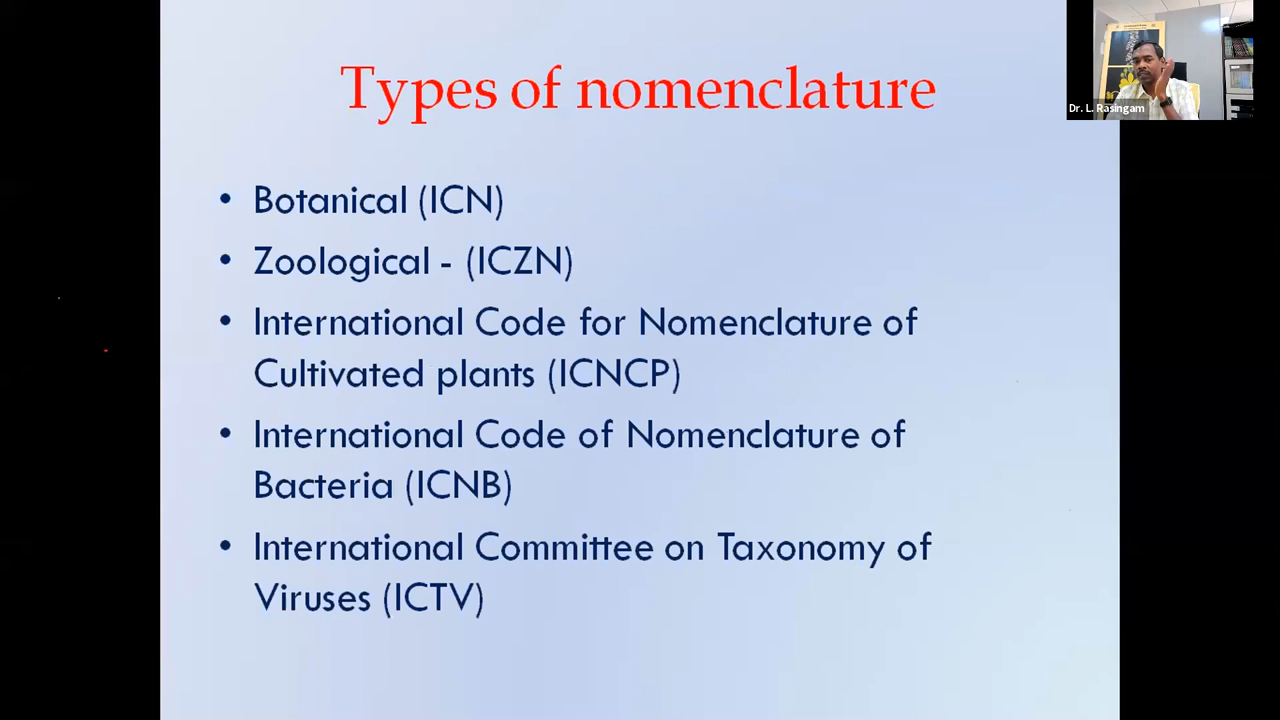 Types of nomenclature
Dr. L. Rasingam
• Botanical (ICN)
• Zoological - (ICZN)
• International Code for Nomenclature of
Cultivated plants (ICNCP)
• International Code of Nomenclature of
Bacteria (ICNB)
• International Committee on Taxonomy of
Viruses (ICTV)